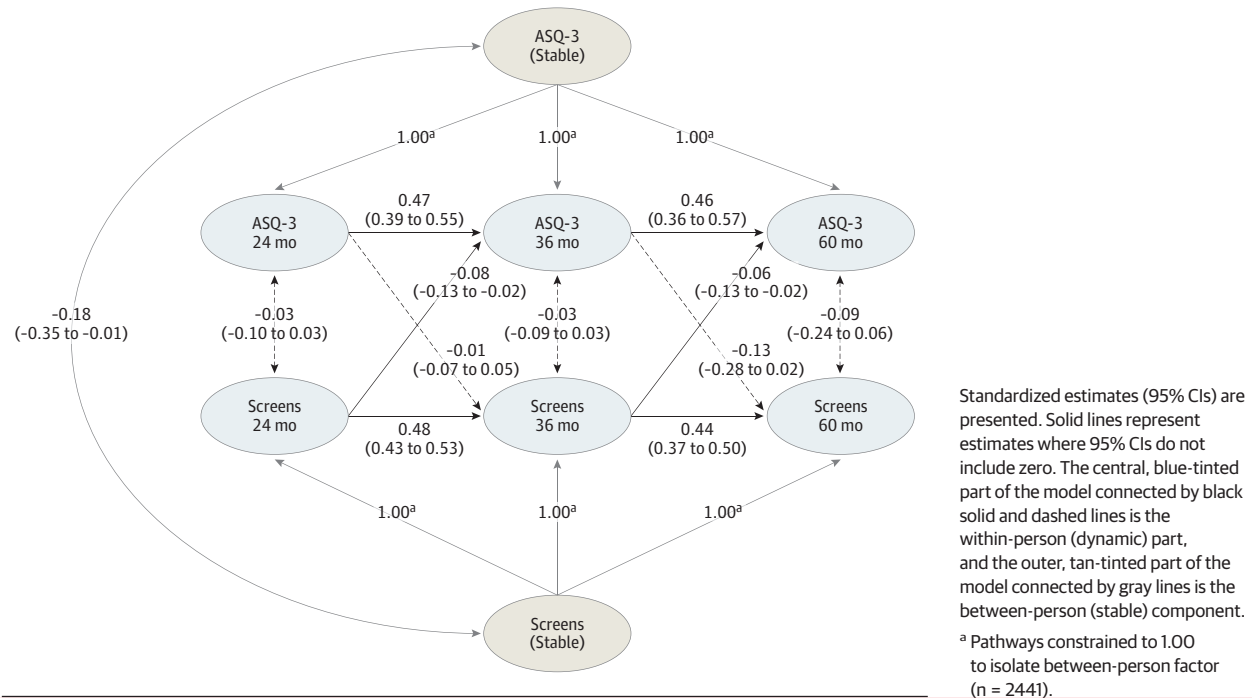 ASQ-3
(Stable)
1.00a
1.00a
1.00a
0.47
(0.39 to 0.55)
0.46
(0.36 to 0.57)
ASQ-3
24 mo
ASQ-3
36 mo
ASQ-3
60 mo
-0.08
(-0.13 to -0.02)
-0.06
(-0.13 to -0.02)
-0.18
(-0.35 to -0.01)
-0.03
(-0.10 to 0.03)
-0.03
(-0.09 to 0.03)
-0.09
(-0.24 to 0.06)
-0.01
(-0.07 to 0.05)
-0.13
(-0.28 to 0.02)
Screens
24 mo
Screens
36 mo
Screens
60 mo
0.48
(0.43 to 0.53)
0.44
(0.37 to 0.50)
1.00a
1.00a
1.00a
Screens
(Stable)
Standardized estimates (95% CIs) are
presented. Solid lines represent
estimates where 95% CIs do not
include zero. The central, blue-tinted
part of the model connected by black
solid and dashed lines is the
within-person (dynamic) part,
and the outer, tan-tinted part of the
model connected by gray lines is the
between-person (stable) component.
a Pathways constrained to 1.00
to isolate between-person factor
(n = 2441).